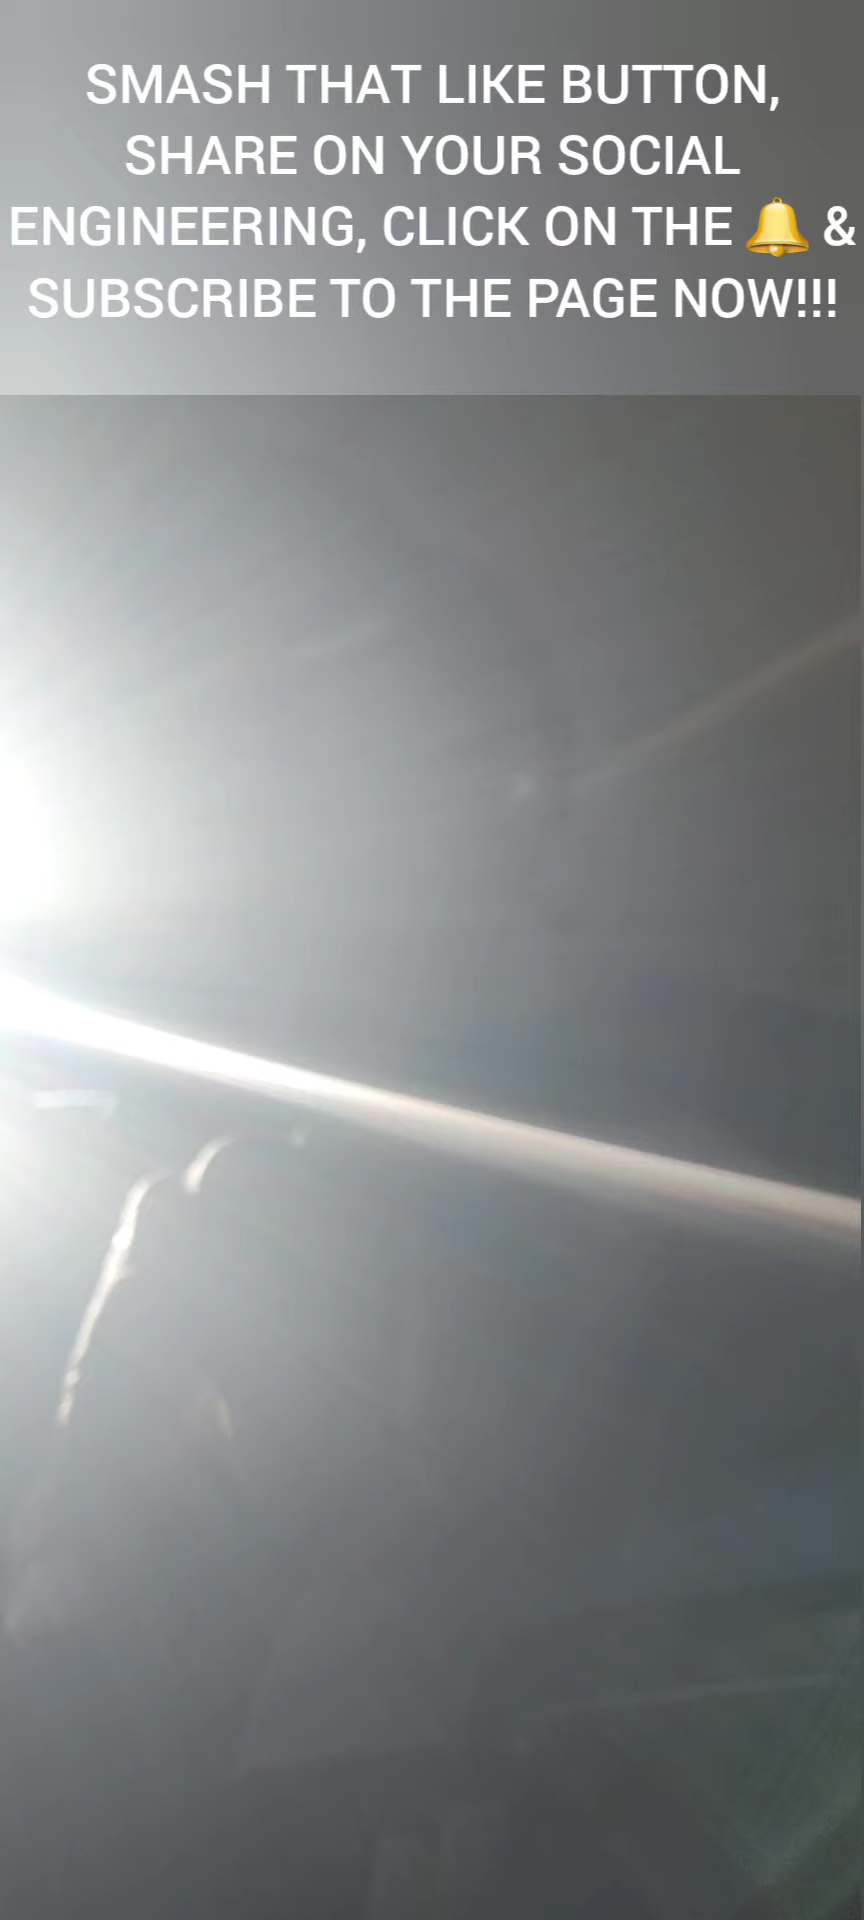 SMASH THAT LIKE BUTTON,
SHARE ON YOUR SOCIAL
ENGINEERING, CLICK ON THE 🔔 &
SUBSCRIBE TO THE PAGE NOW!!!